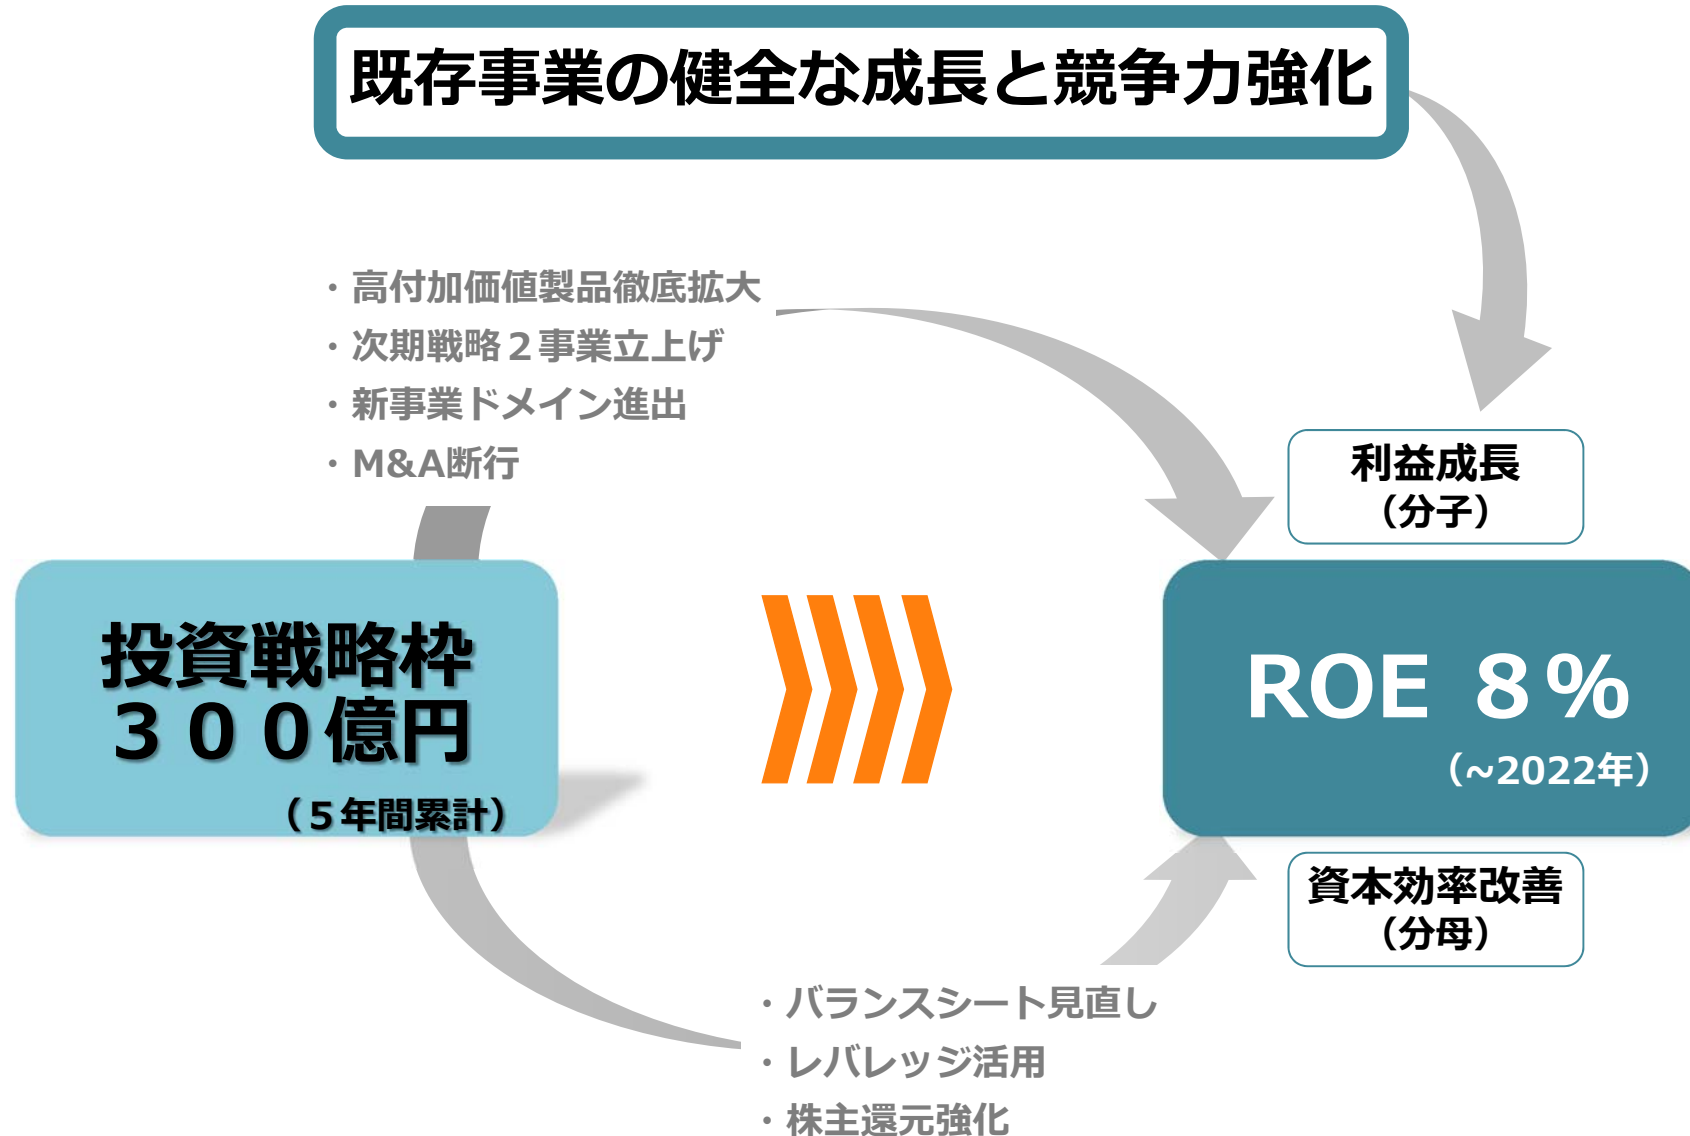 既存事業の健全な成長と競争力強化
・高付加価値製品徹底拡大
・次期戦略２事業立上げ
・新事業ドメイン進出
・M&A断行
利益成長
（分子）
投資戦略枠
３００億円
（５年間累計）
ROE ８％
（~2022年）
資本効率改善
（分母）
・バランスシート見直し
・レバレッジ活用
・株主還元強化